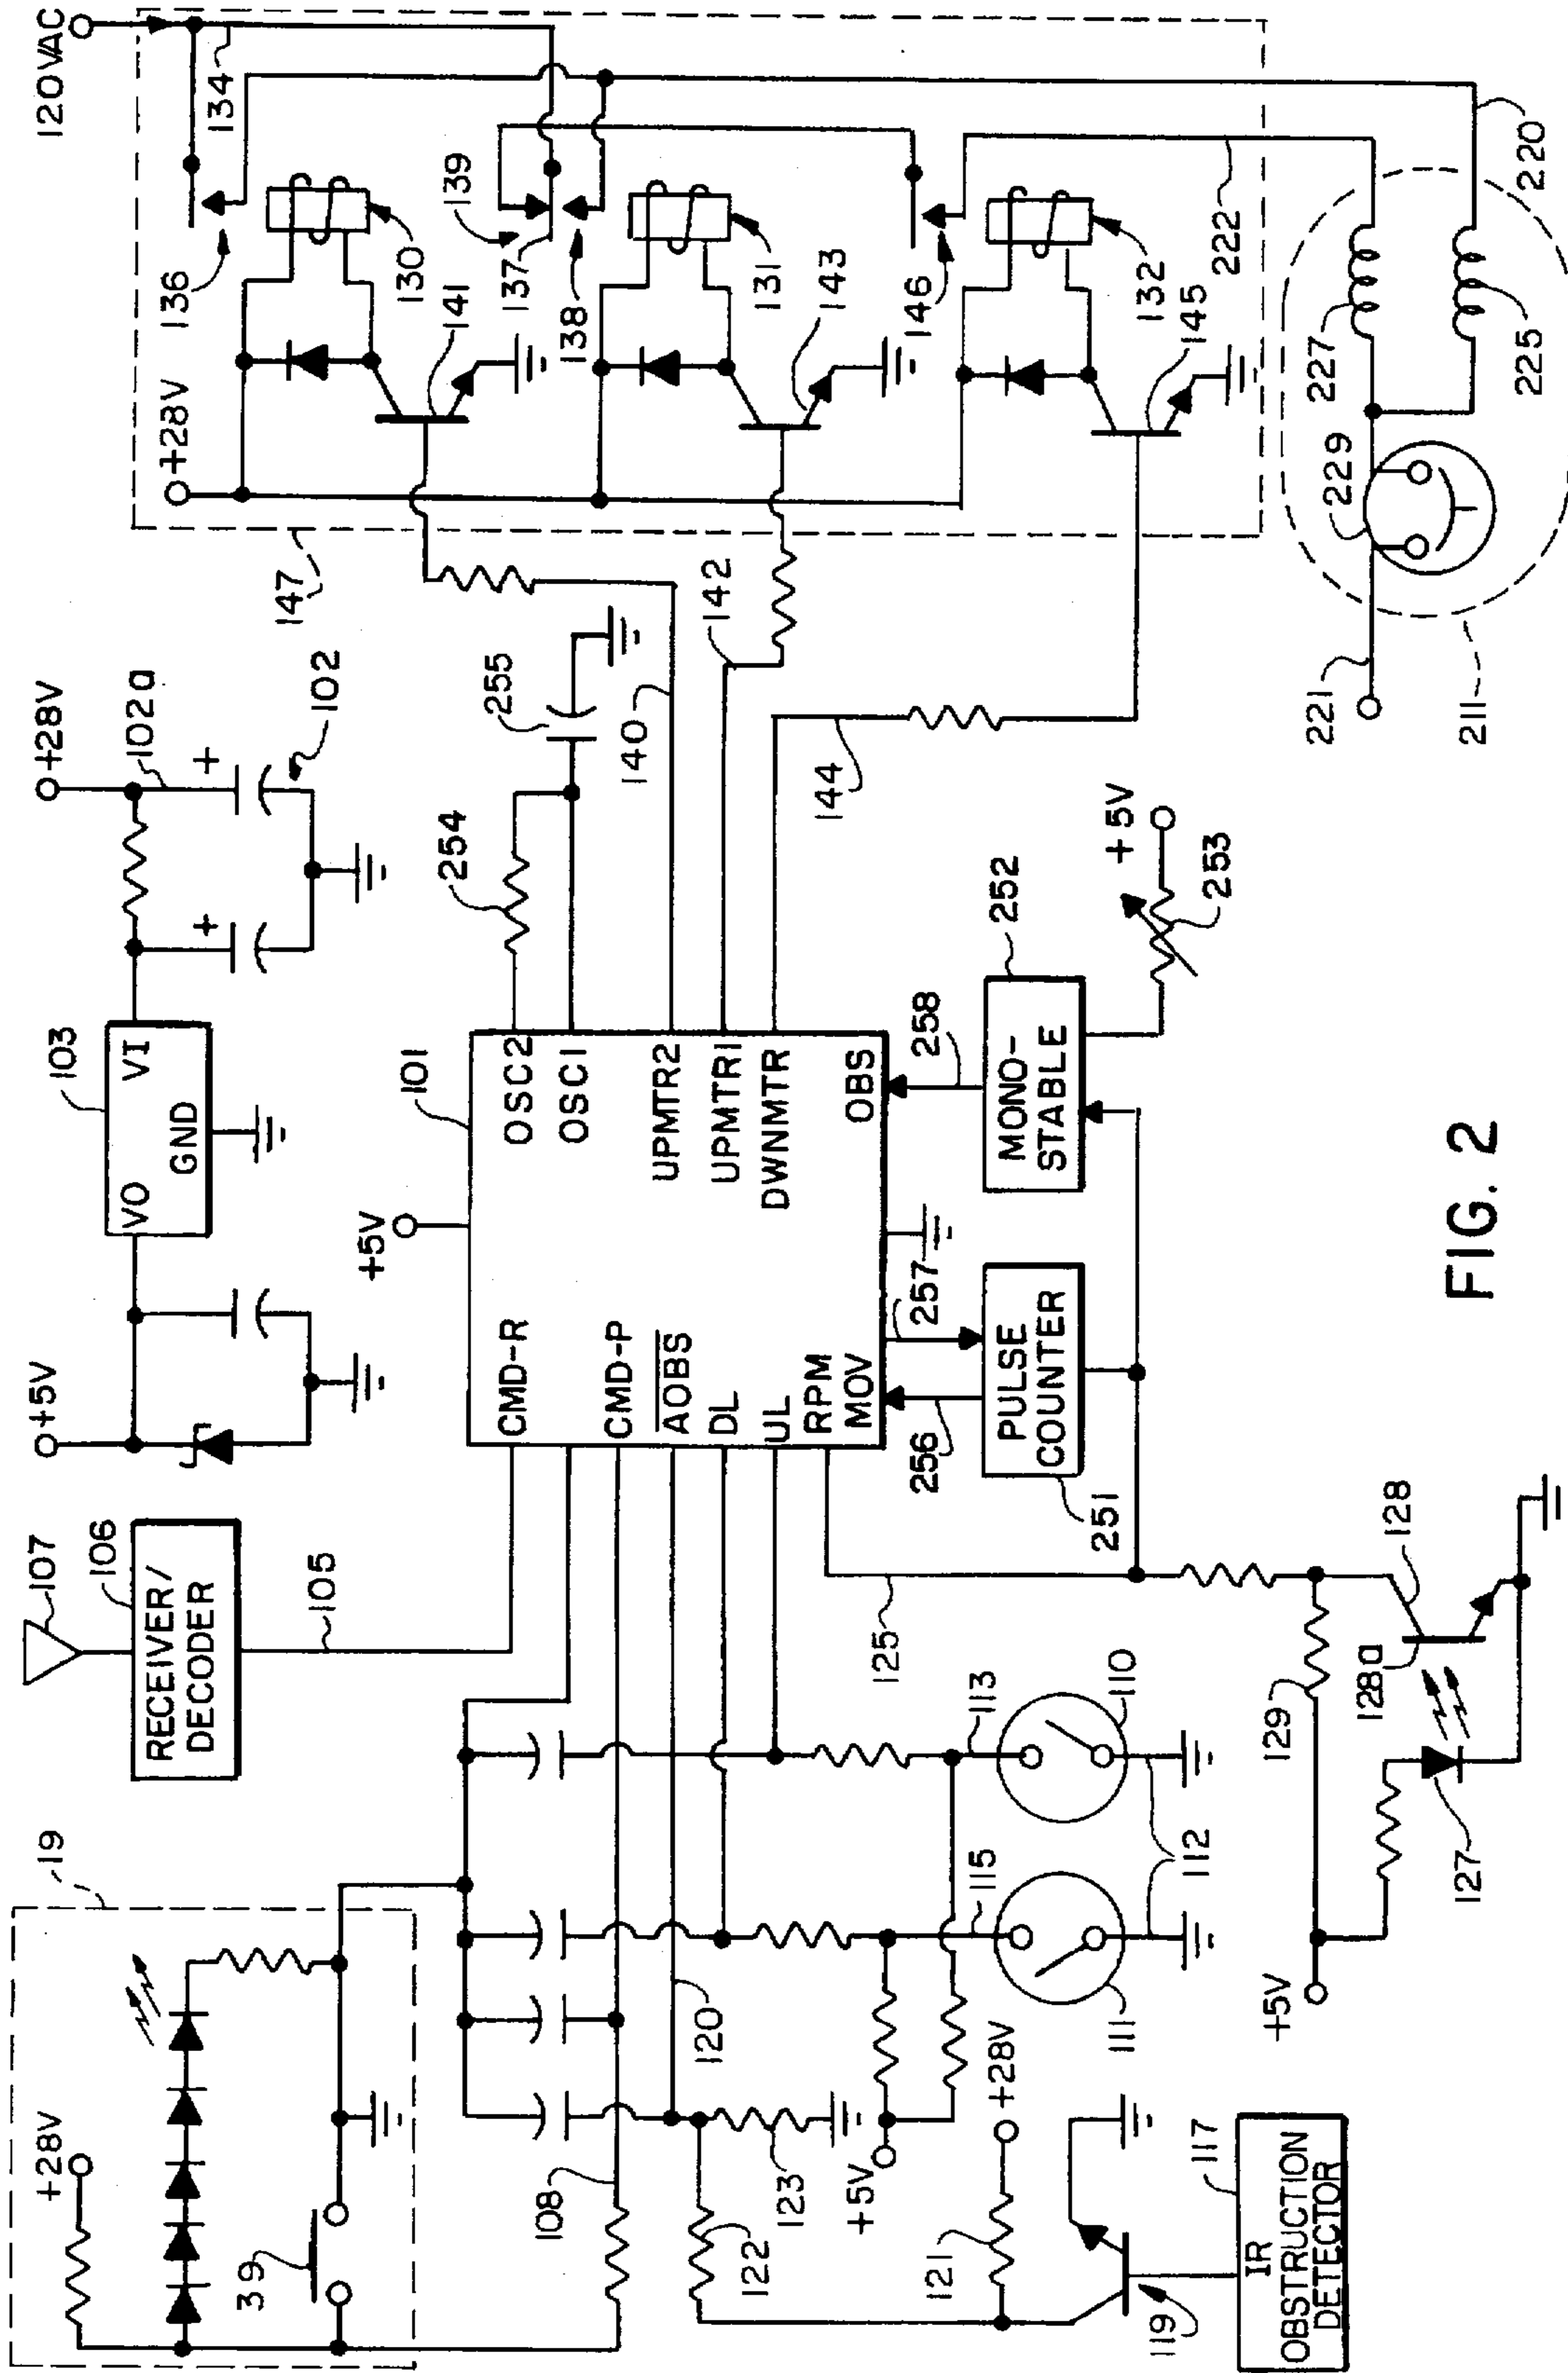 19
+28V
39
107
RECEIVER/
DECODER
106
105
+5V
VO
VI
GND
103
+28V
102a
102
120VAC
134
136
130
141
+28V
147
139
137
138
131
143
146
132
145
222
220
227
225
229
221
211
108
120
CMD-R
CMD-P
AOBS
DL
UL
RPM
MOV
OSC2
OSC1
UPMTR2
UPMTR1
DWNMTR
OBS
101
+5V
254
255
140
142
144
122
123
121
+28V
+5V
119
117
IR
OBSTRUCTION
DETECTOR
115
113
111
110
112
125
256
257
258
PULSE
COUNTER
251
MONO-
STABLE
252
+5V
253
+5V
129
127
128a
128
FIG. 2